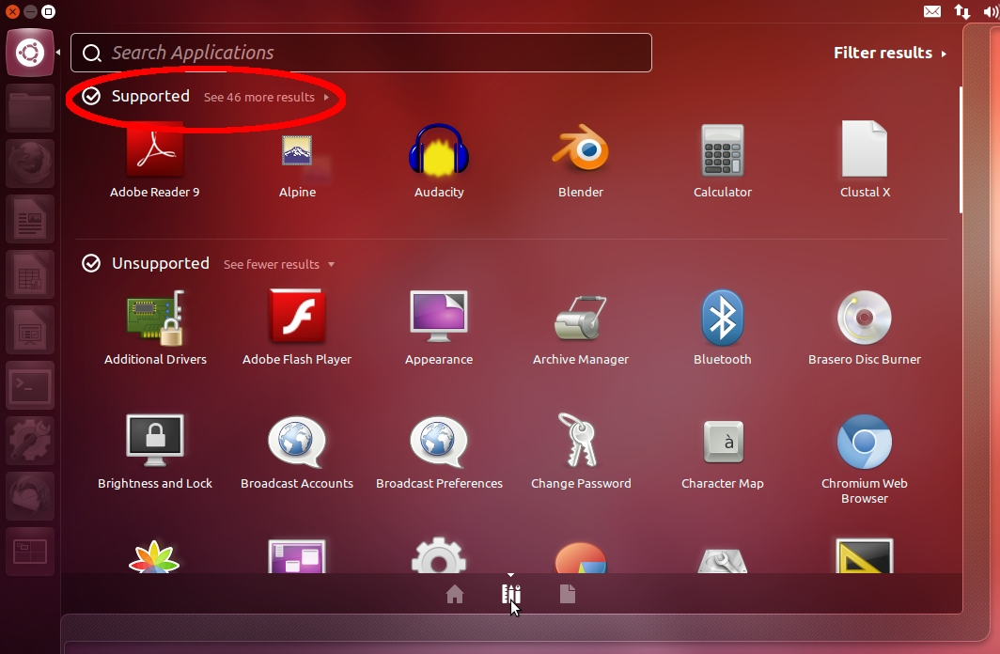 Search Applications
Filter results
Supported See 46 more results
Adobe Reader 9
Alpine
Audacity
Blender
Calculator
Clustal X
Unsupported See fewer results
Additional Drivers
Adobe Flash Player
Appearance
Archive Manager
Bluetooth
Brasero Disc Burner
Brightness and Lock
Broadcast Accounts
Broadcast Preferences
Change Password
à
Character Map
Chromium Web
Browser